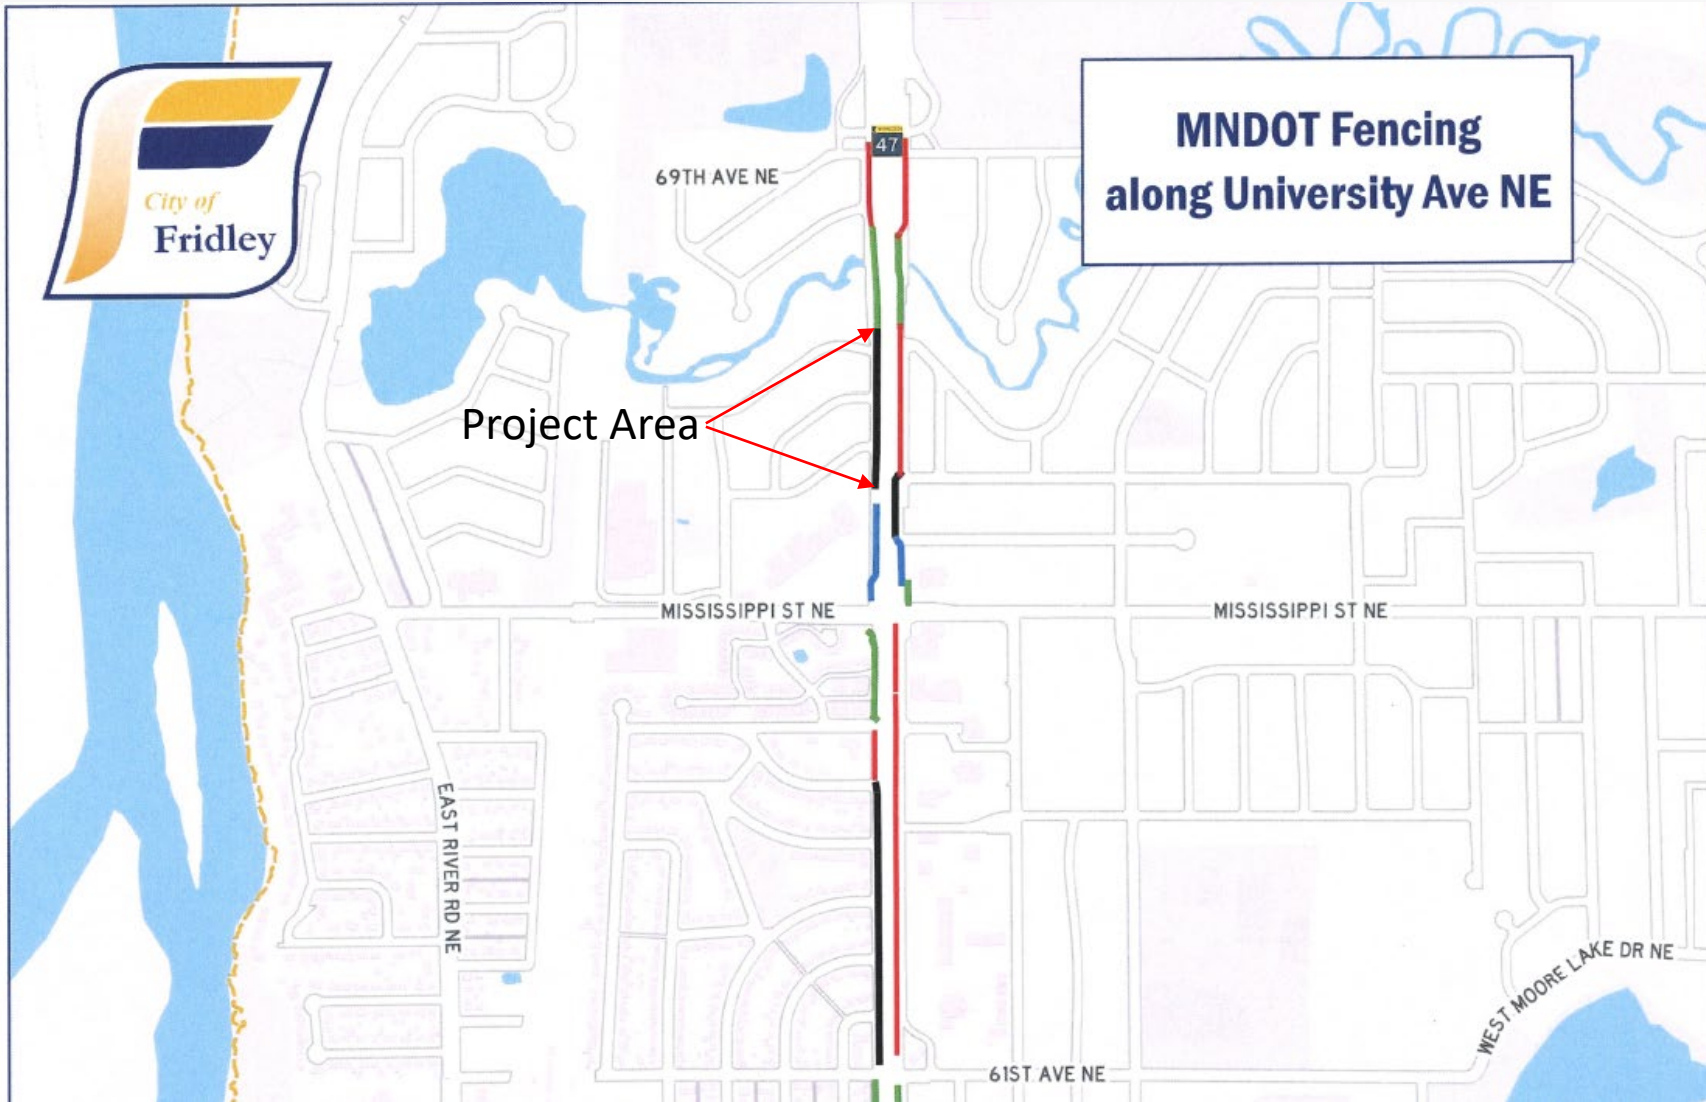 City of
Fridley
MNDOT Fencing
along University Ave NE
47
69TH AVE NE
Project Area
MISSISSIPPI ST NE
MISSISSIPPI ST NE
EAST RIVER RD NE
WEST MOORE LAKE DR NE
61ST AVE NE